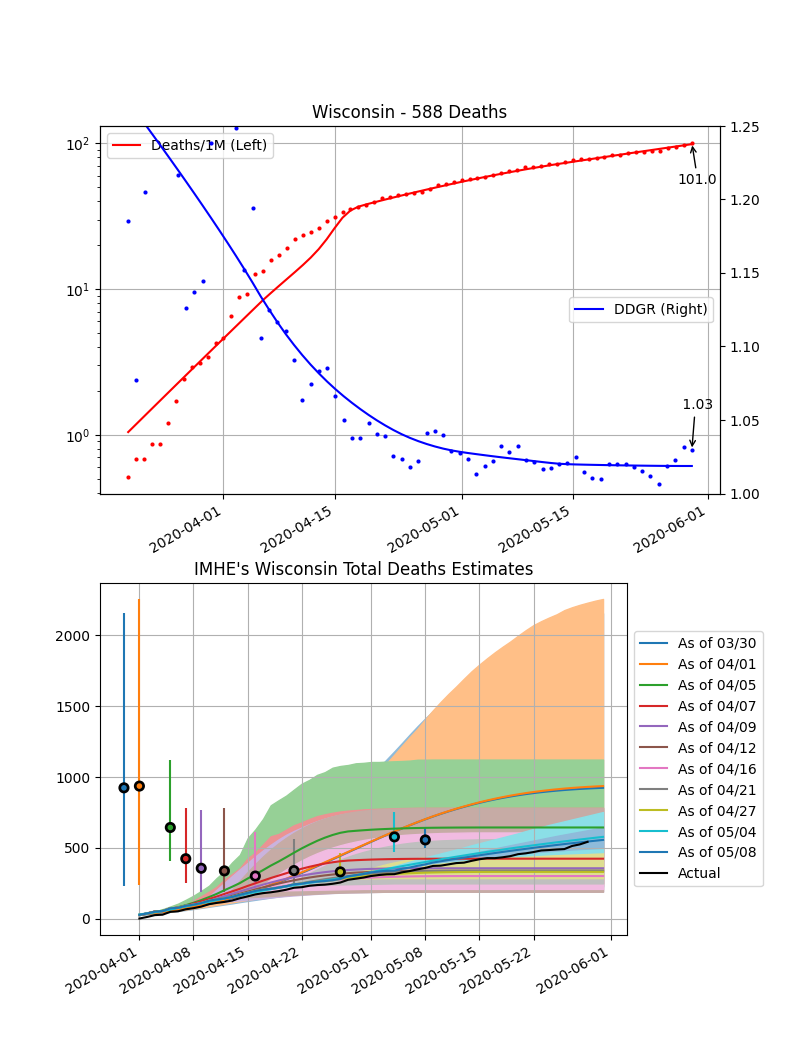 Wisconsin - 588 Deaths
10²
10¹
10⁰
Deaths/1M (Left)
DDGR (Right)
101.0
1.03
1.25
1.20
1.15
1.10
1.05
1.00
2020-04-01
2020-04-15
2020-05-01
2020-05-15
2020-06-01
IMHE's Wisconsin Total Deaths Estimates
2000
1500
1000
500
0
2020-04-01
2020-04-08
2020-04-15
2020-04-22
2020-05-01
2020-05-08
2020-05-15
2020-05-22
2020-06-01
As of 03/30
As of 04/01
As of 04/05
As of 04/07
As of 04/09
As of 04/12
As of 04/16
As of 04/21
As of 04/27
As of 05/04
As of 05/08
Actual